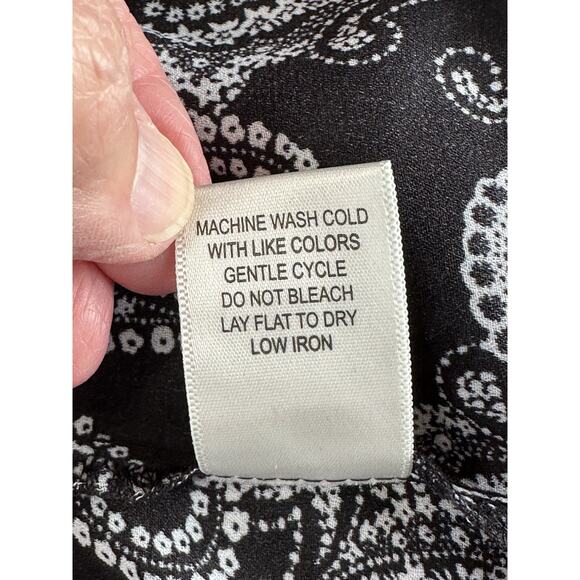 MACHINE WASH COLD
WITH LIKE COLORS
GENTLE CYCLE
DO NOT BLEACH
LAY FLAT TO DRY
LOW IRON